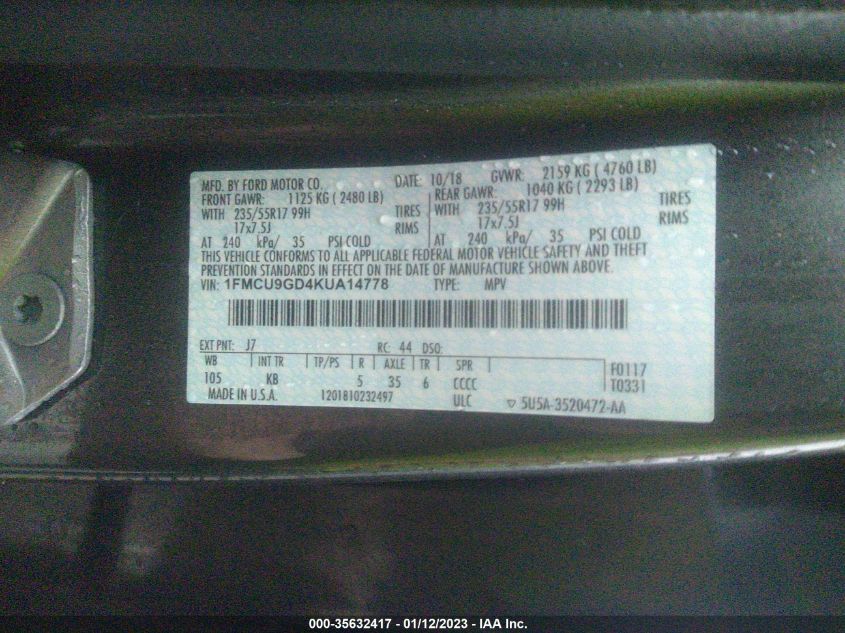 MFD. BY FORD MOTOR CO. DATE: 10/18 GVWR: 2159 KG ( 4760 LB)
FRONT GAWR: 1125 KG ( 2480 LB) REAR GAWR: 1040 KG ( 2293 LB)
WITH 235/55R17 99H TIRES WITH 235/55R17 99H TIRES
17x7.5J RIMS 17x7.5J RIMS
AT 240 kPa/ 35 PSI COLD AT 240 kPa/ 35 PSI COLD
THIS VEHICLE CONFORMS TO ALL APPLICABLE FEDERAL MOTOR VEHICLE SAFETY AND THEFT
PREVENTION STANDARDS IN EFFECT ON THE DATE OF MANUFACTURE SHOWN ABOVE.
VIN: 1FMCU9GD4KUA14778 TYPE: MPV
EXT PNT: J7 RC: 44 DSO:
WB INT TR TP/PS R AXLE TR SPR F0117
105 KB 5 35 6 CCCC T0331
MADE IN U.S.A. 1201810232497 ULC ▽ 5U5A-3520472-AA
000-35632417 - 01/12/2023 - IAA Inc.